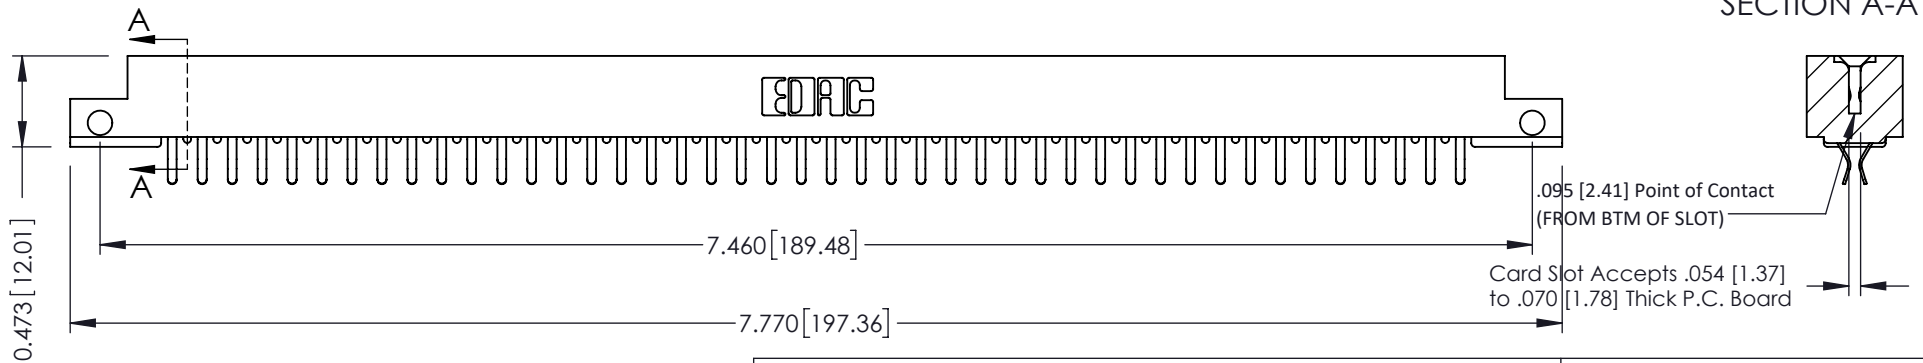 SECTION A-A
A
EDAC
A
.095 [2.41] Point of Contact
(FROM BTM OF SLOT)
0.473 [12.01]
7.460 [189.48]
Card Slot Accepts .054 [1.37]
to .070 [1.78] Thick P.C. Board
7.770 [197.36]